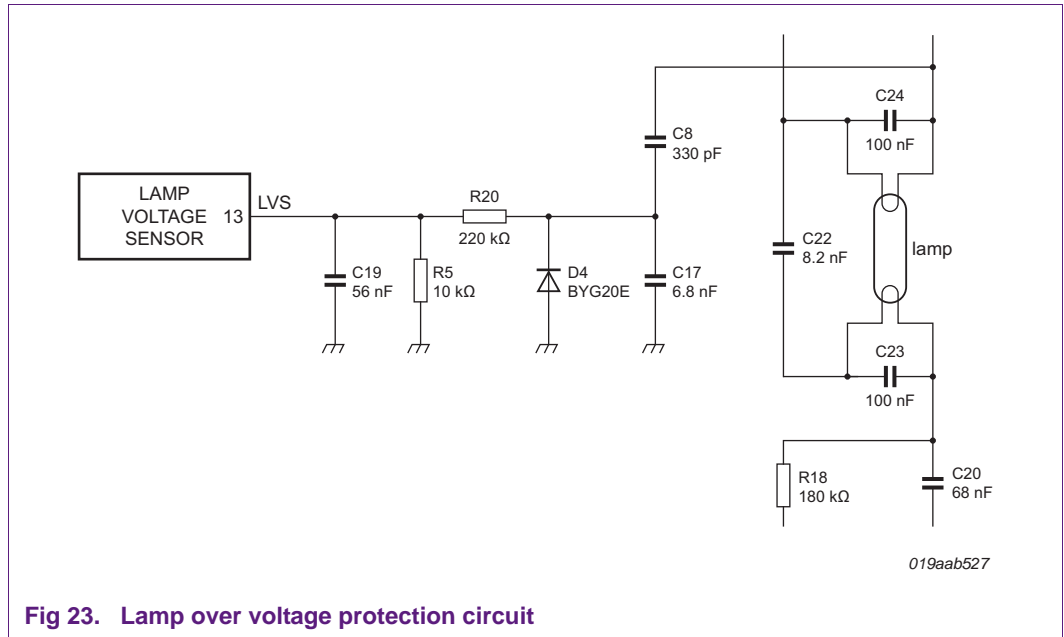 C24
100 nF
C8
330 pF
LAMP
VOLTAGE 13
SENSOR
LVS
R20
220 kΩ
C19
56 nF
R5
10 kΩ
D4
BYG20E
C17
6.8 nF
C22
8.2 nF
lamp
C23
100 nF
R18
180 kΩ
C20
68 nF
019aab527
Fig 23. Lamp over voltage protection circuit